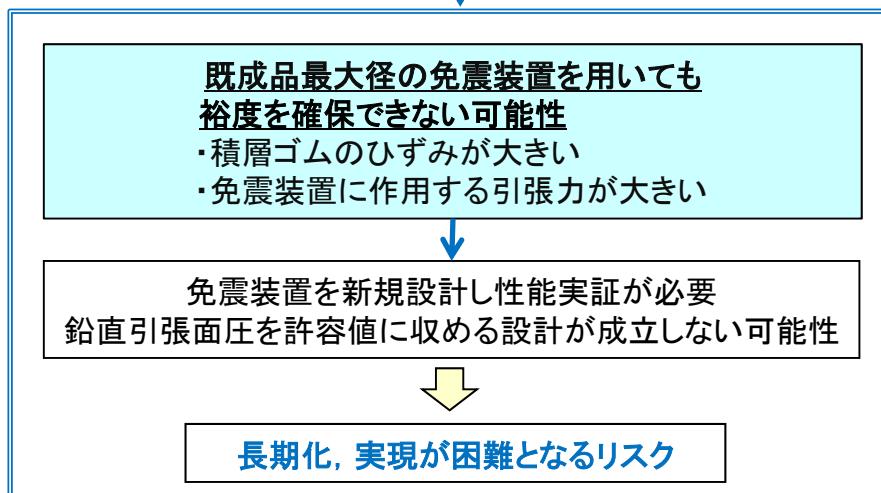 既成品最大径の免震装置を用いても
裕度を確保できない可能性
・積層ゴムのひずみが大きい
・免震装置に作用する引張力が大きい
免震装置を新規設計し性能実証が必要
鉛直引張面圧を許容値に収める設計が成立しない可能性
長期化，実現が困難となるリスク